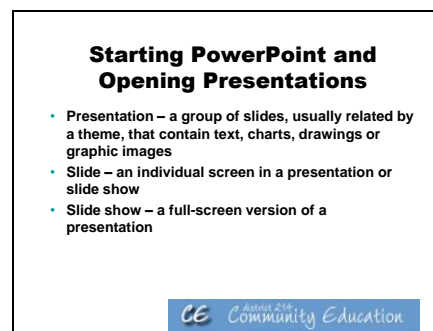 Starting PowerPoint and
Opening Presentations
• Presentation – a group of slides, usually related by
a theme, that contain text, charts, drawings or
graphic images
• Slide – an individual screen in a presentation or
slide show
• Slide show – a full-screen version of a
presentation
district 214
CE Community Education